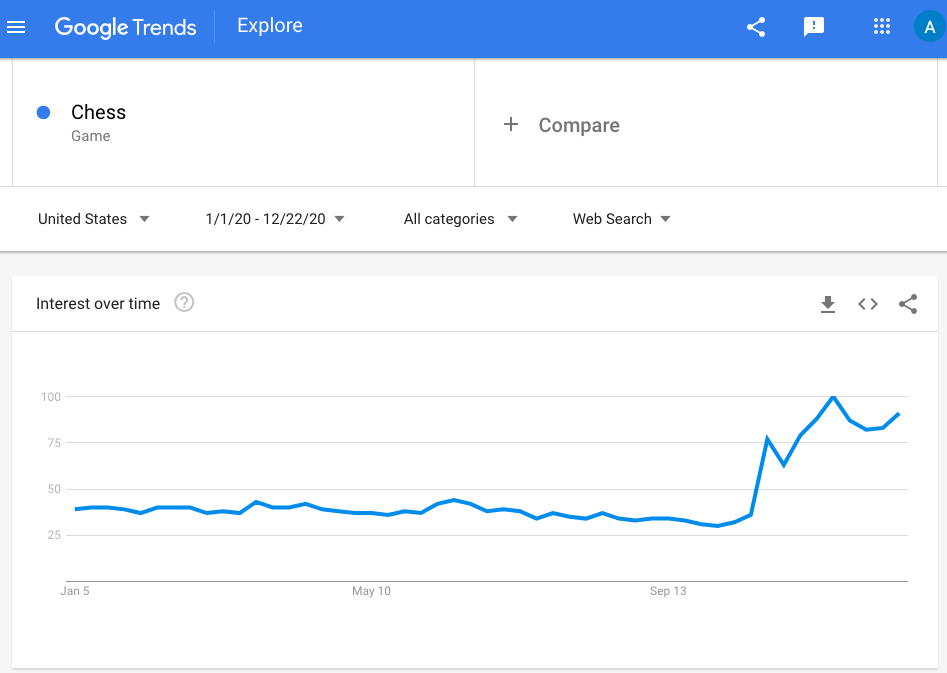 Google Trends Explore A
Chess
Game
+ Compare
United States 1/1/20 - 12/22/20 All categories Web Search
Interest over time ?
100
75
50
25
Jan 5 May 10 Sep 13